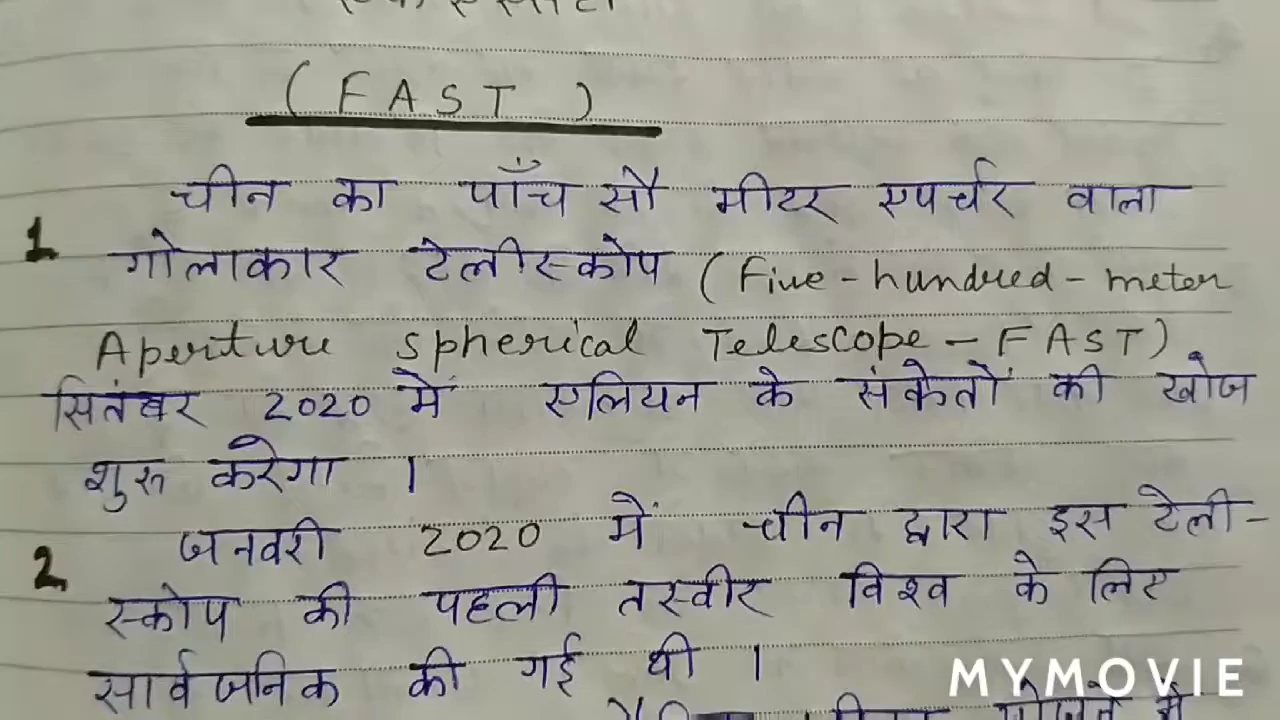 ( FAST )
चीन का पाँच सौ मीटर एपर्चर वाला
1 गोलाकार टेलीस्कोप (Five-hundred-meter
Aperture spherical Telescope - FAST)
सितंबर 2020 में एलियन के संकेतों की खोज
शुरू करेगा ।
2 जनवरी 2020 में चीन द्वारा इस टेली-
स्कोप की पहली तस्वीर विश्व के लिए
सार्वजनिक की गई थी ।
MYMOVIE